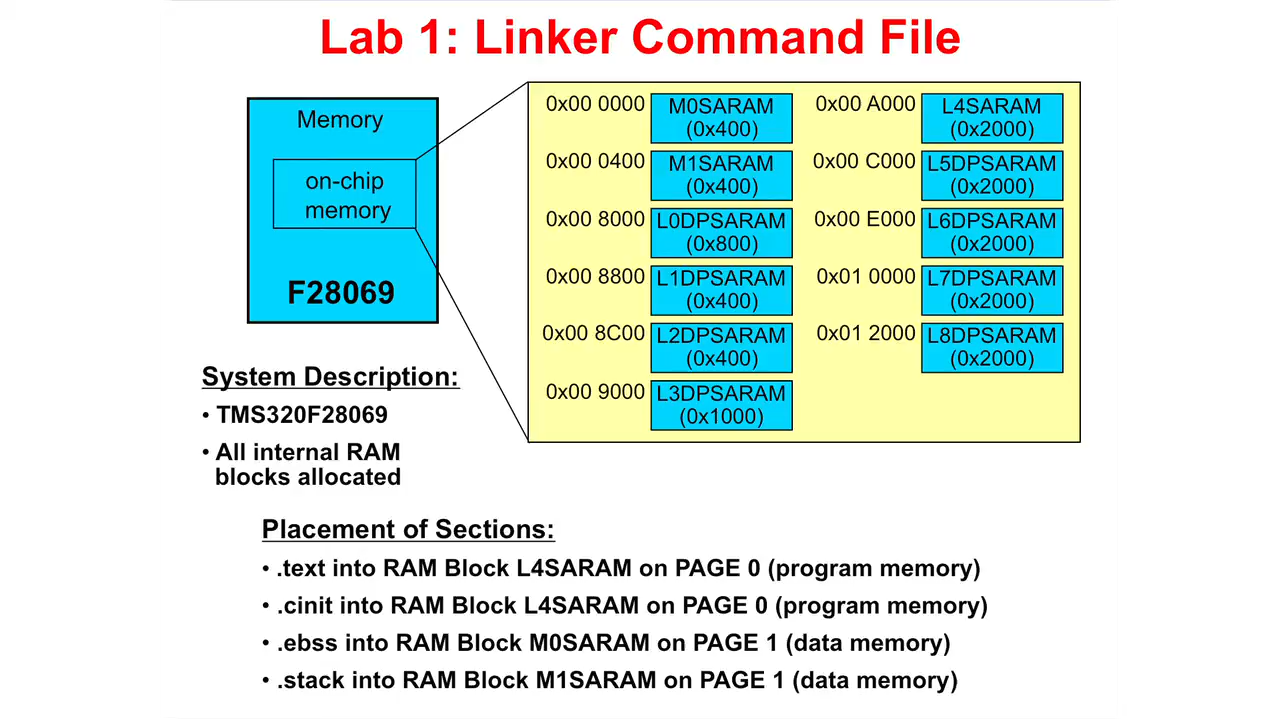 Lab 1: Linker Command File
Memory
on-chip
memory
F28069
0x00 0000
M0SARAM
(0x400)
0x00 0400
M1SARAM
(0x400)
0x00 8000
L0DPSARAM
(0x800)
0x00 8800
L1DPSARAM
(0x400)
0x00 8C00
L2DPSARAM
(0x400)
0x00 9000
L3DPSARAM
(0x1000)
0x00 A000
L4SARAM
(0x2000)
0x00 C000
L5DPSARAM
(0x2000)
0x00 E000
L6DPSARAM
(0x2000)
0x01 0000
L7DPSARAM
(0x2000)
0x01 2000
L8DPSARAM
(0x2000)
System Description:
• TMS320F28069
• All internal RAM
blocks allocated
Placement of Sections:
• .text into RAM Block L4SARAM on PAGE 0 (program memory)
• .cinit into RAM Block L4SARAM on PAGE 0 (program memory)
• .ebss into RAM Block M0SARAM on PAGE 1 (data memory)
• .stack into RAM Block M1SARAM on PAGE 1 (data memory)